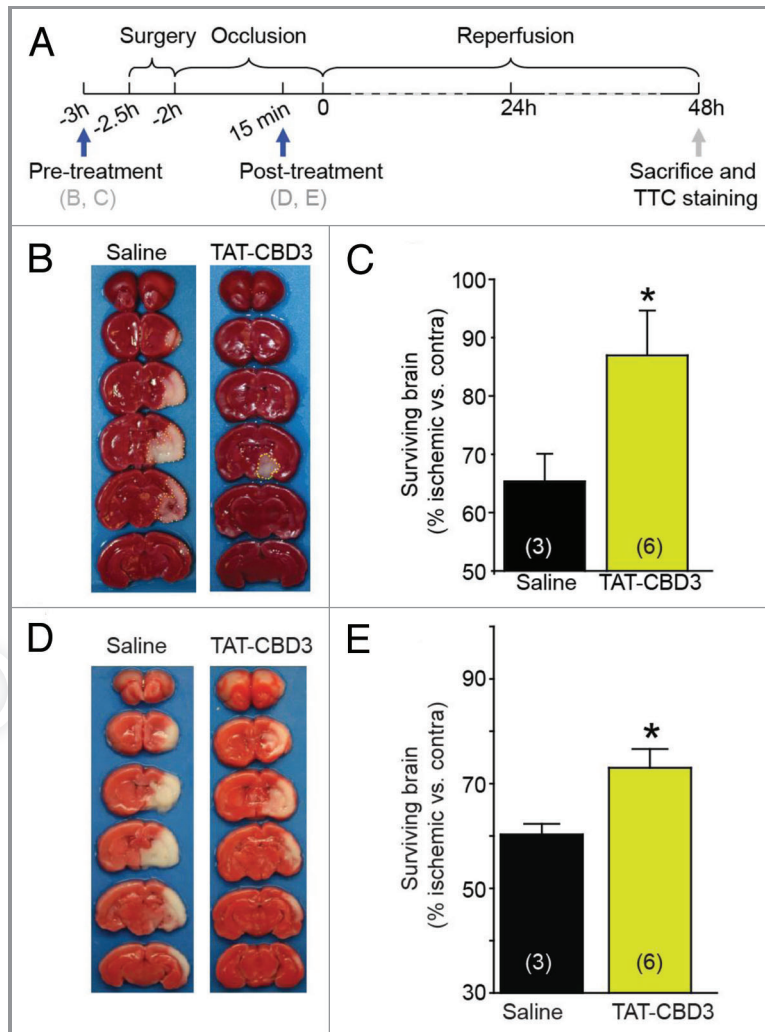 A
Surgery Occlusion Reperfusion
-3h -2.5h -2h 15 min 0 24h 48h
Pre-treatment Post-treatment Sacrifice and
(B, C) (D, E) TTC staining
B
Saline TAT-CBD3
C
100
90
80
70
60
50
Surviving brain
(% ischemic vs. contra)
*
(3) (6)
Saline TAT-CBD3
D
Saline TAT-CBD3
E
90
70
50
30
Surviving brain
(% ischemic vs. contra)
*
(3) (6)
Saline TAT-CBD3